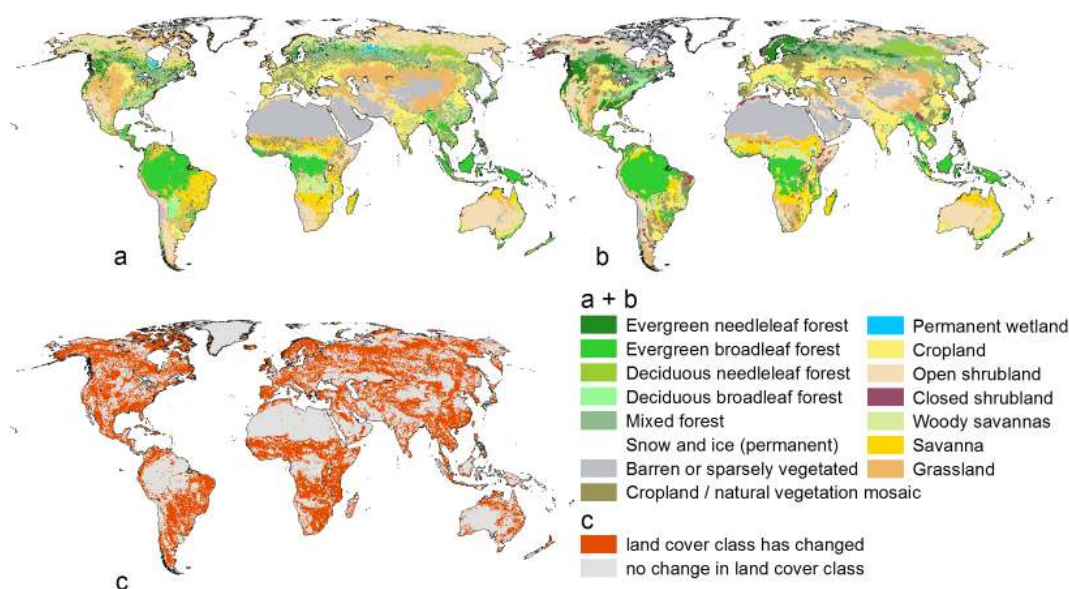 a
b
a + b
Evergreen needleleaf forest
Evergreen broadleaf forest
Deciduous needleleaf forest
Deciduous broadleaf forest
Mixed forest
Snow and ice (permanent)
Barren or sparsely vegetated
Cropland / natural vegetation mosaic
Permanent wetland
Cropland
Open shrubland
Closed shrubland
Woody savannas
Savanna
Grassland
c
land cover class has changed
no change in land cover class
c